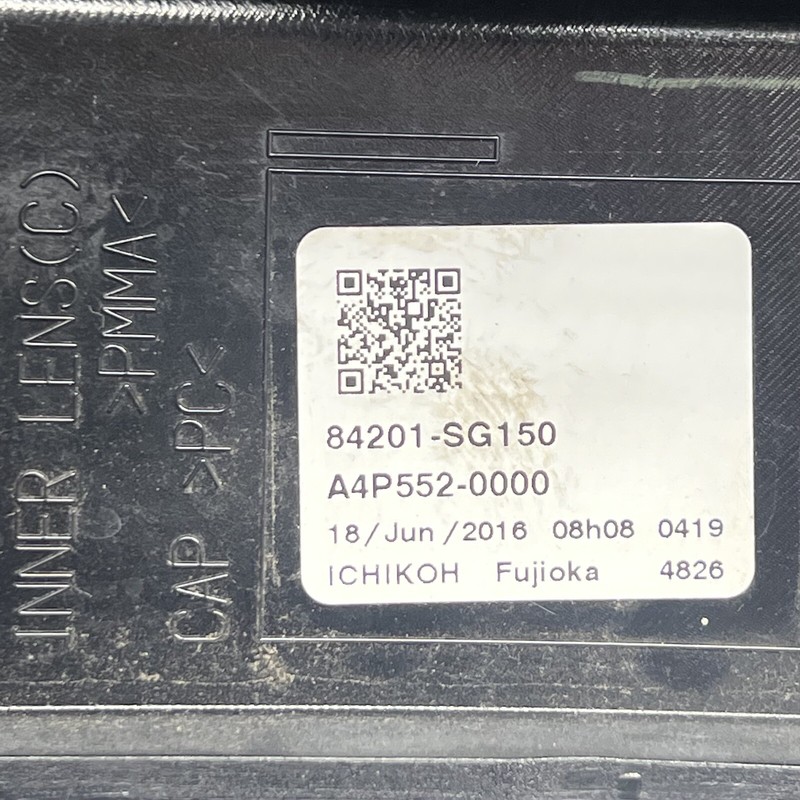 INNER LENS(C)
>PMMA<
CAP >PC<
84201-SG150
A4P552-0000
18/Jun/2016 08h08 0419
ICHIKOH Fujioka 4826